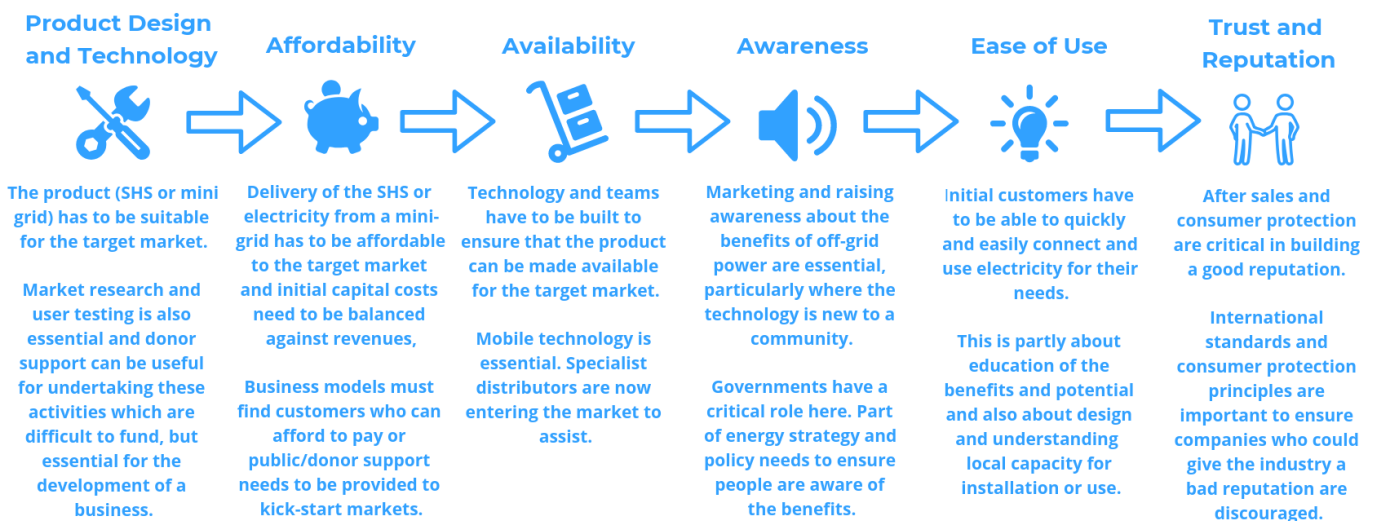 Product Design
and Technology
Affordability
Availability
Awareness
Ease of Use
Trust and
Reputation
The product (SHS or mini
grid) has to be suitable
for the target market.
Market research and
user testing is also
essential and donor
support can be useful
for undertaking these
activities which are
difficult to fund, but
essential for the
development of a
business.
Delivery of the SHS or
electricity from a mini-
grid has to be affordable
to the target market
and initial capital costs
need to be balanced
against revenues,
Business models must
find customers who can
afford to pay or
public/donor support
needs to be provided to
kick-start markets.
Technology and teams
have to be built to
ensure that the product
can be made available
for the target market.
Mobile technology is
essential. Specialist
distributors are now
entering the market to
assist.
Marketing and raising
awareness about the
benefits of off-grid
power are essential,
particularly where the
technology is new to a
community.
Governments have a
critical role here. Part
of energy strategy and
policy needs to ensure
people are aware of
the benefits.
Initial customers have
to be able to quickly
and easily connect and
use electricity for their
needs.
This is partly about
education of the
benefits and potential
and also about design
and understanding
local capacity for
installation or use.
After sales and
consumer protection
are critical in building
a good reputation.
International
standards and
consumer protection
principles are
important to ensure
companies who could
give the industry a
bad reputation are
discouraged.